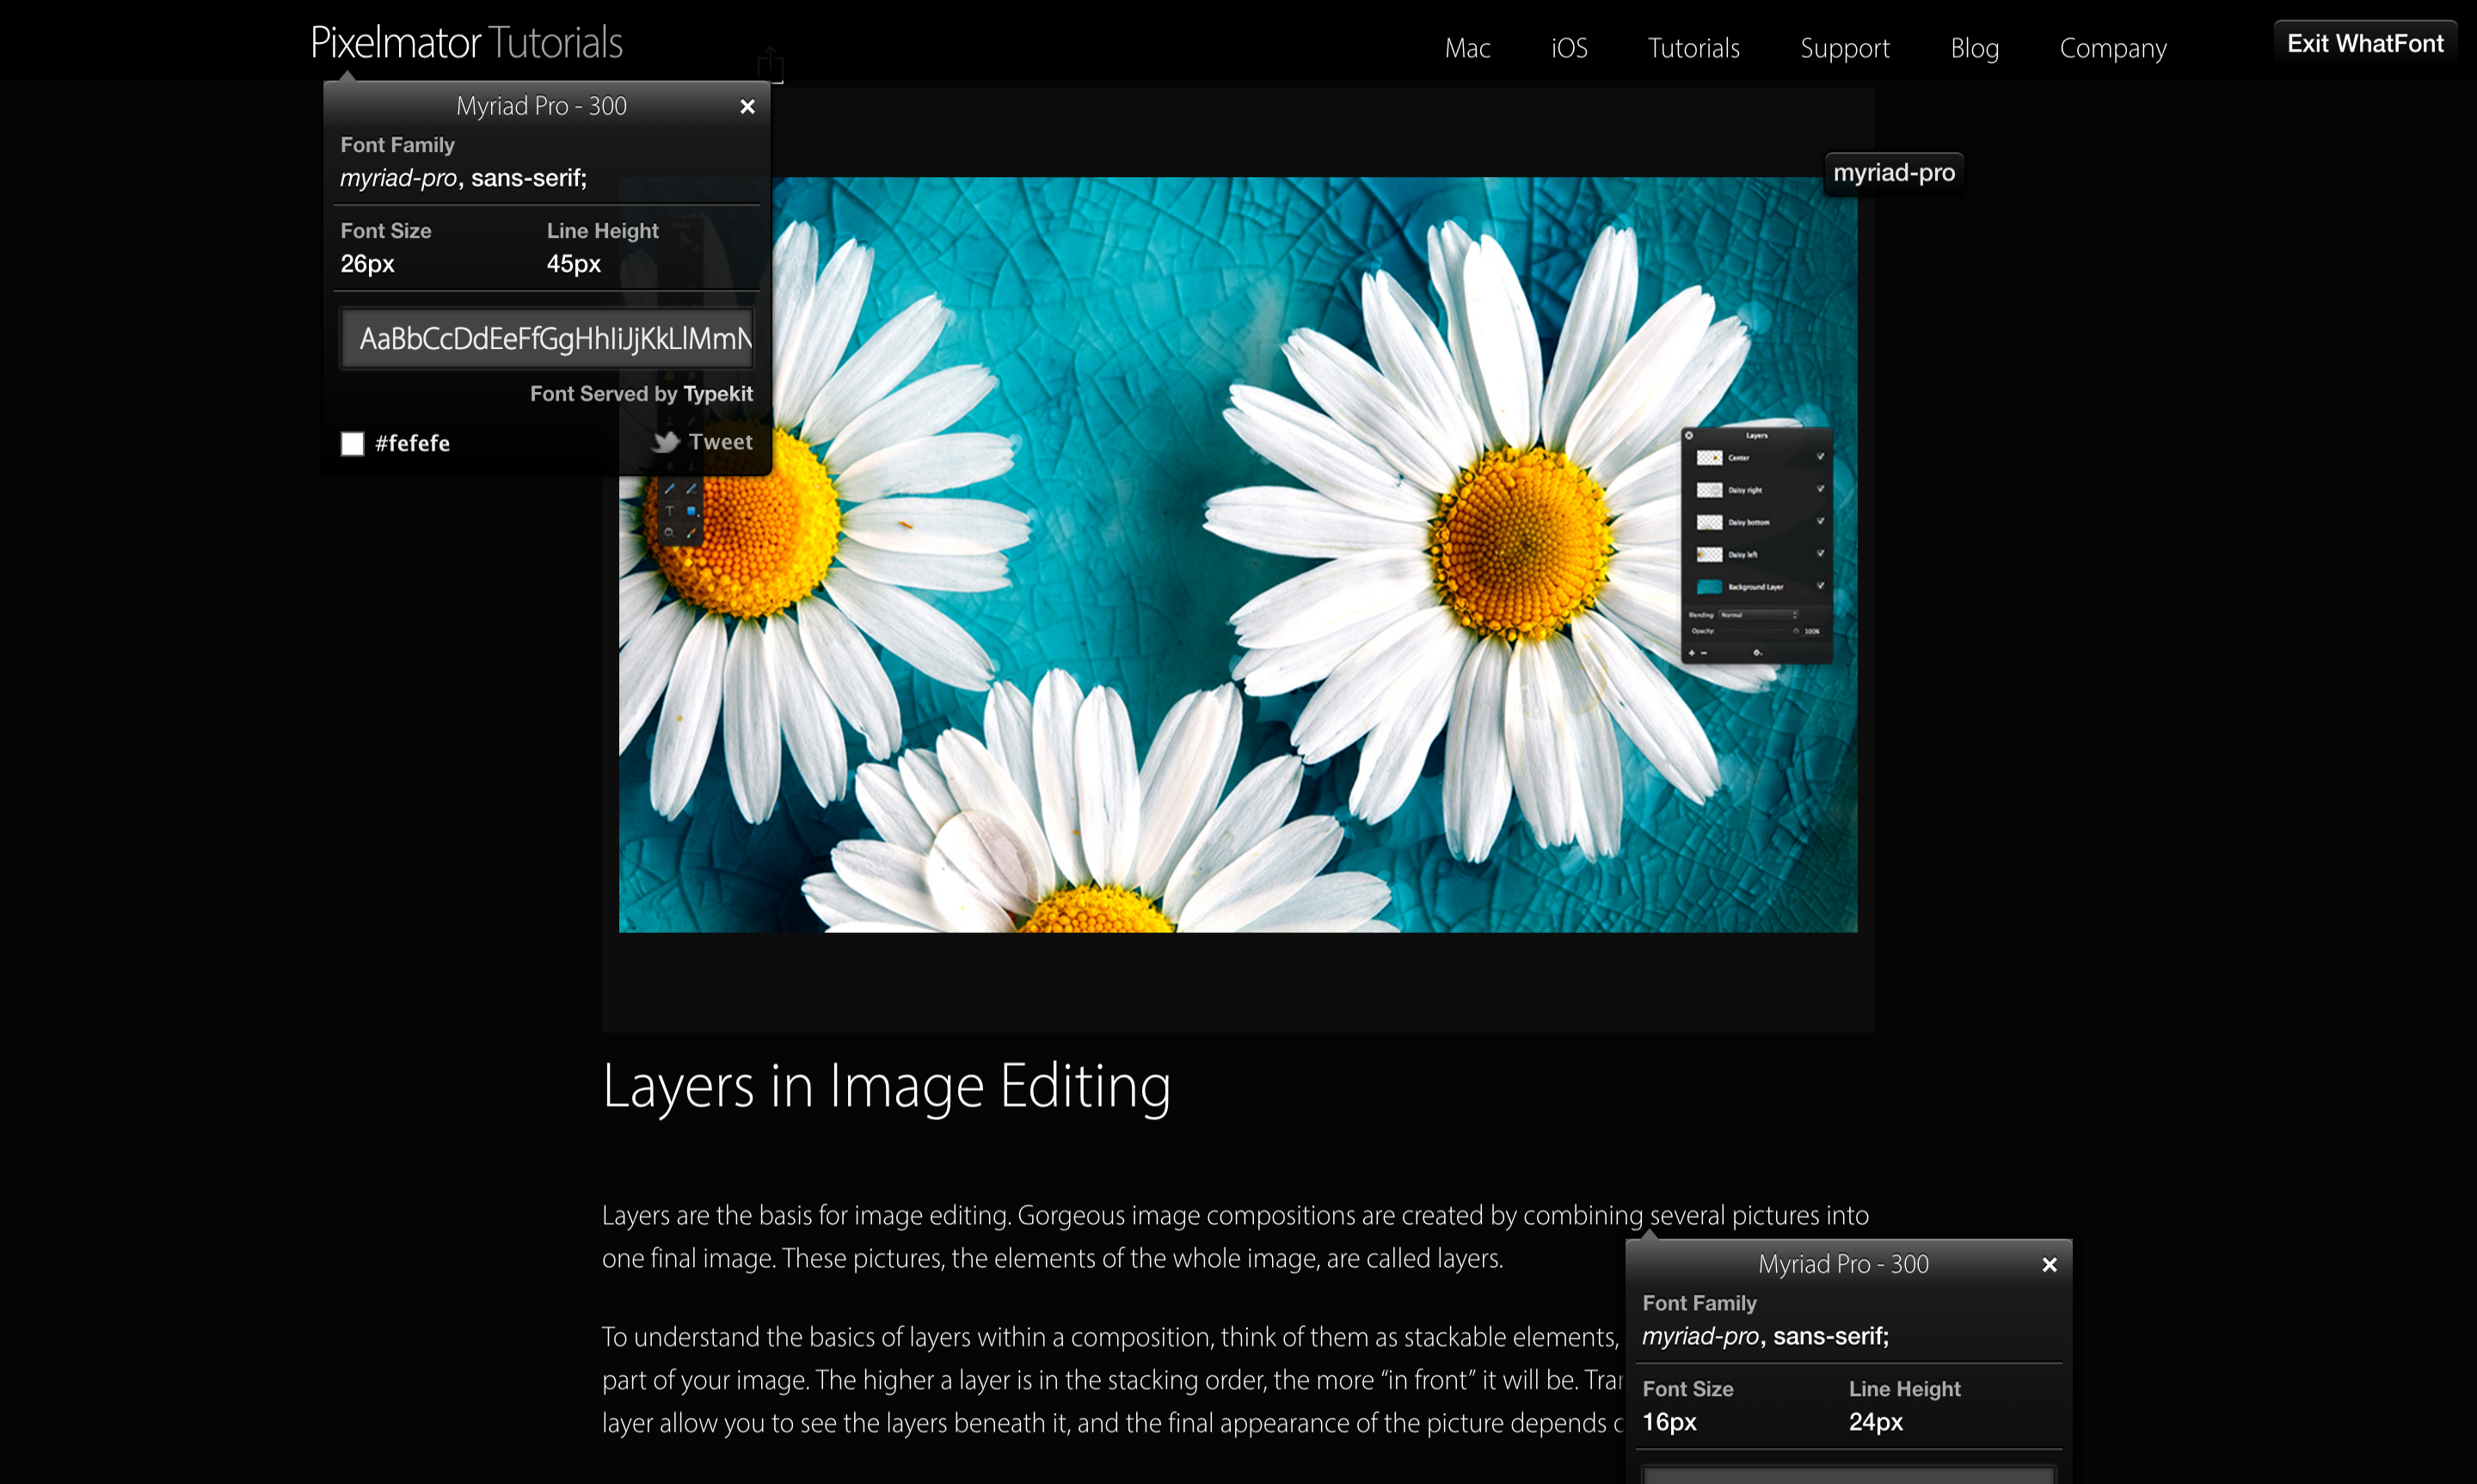 Pixelmator Tutorials
Mac iOS Tutorials Support Blog Company
Exit WhatFont
Myriad Pro - 300
Font Family
myriad-pro, sans-serif;
Font Size Line Height
26px 45px
AaBbCcDdEeFfGgHhIiJjKkLlMm
Font Served by Typekit
#fefefe Tweet
myriad-pro
Layers
Center
Daisy right
Daisy bottom
Daisy left
Background Layer
Blending: Normal
Opacity: 100%
Layers in Image Editing
Layers are the basis for image editing. Gorgeous image compositions are created by combining several pictures into
one final image. These pictures, the elements of the whole image, are called layers.
To understand the basics of layers within a composition, think of them as stackable elements,
part of your image. The higher a layer is in the stacking order, the more “in front” it will be.
layer allow you to see the layers beneath it, and the final appearance of the picture depends
Myriad Pro - 300
Font Family
myriad-pro, sans-serif;
Font Size Line Height
16px 24px